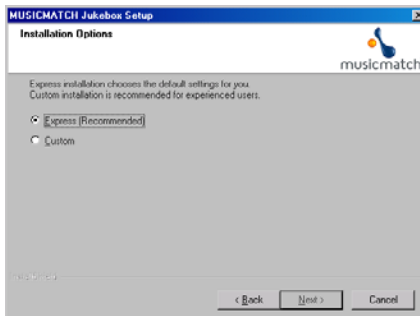 MUSICMATCH Jukebox Setup
Installation Options
musicmatch
Express installation chooses the default settings for you.
Custom installation is recommended for experienced users.
Express (Recommended)
Custom
< Back
Next >
Cancel